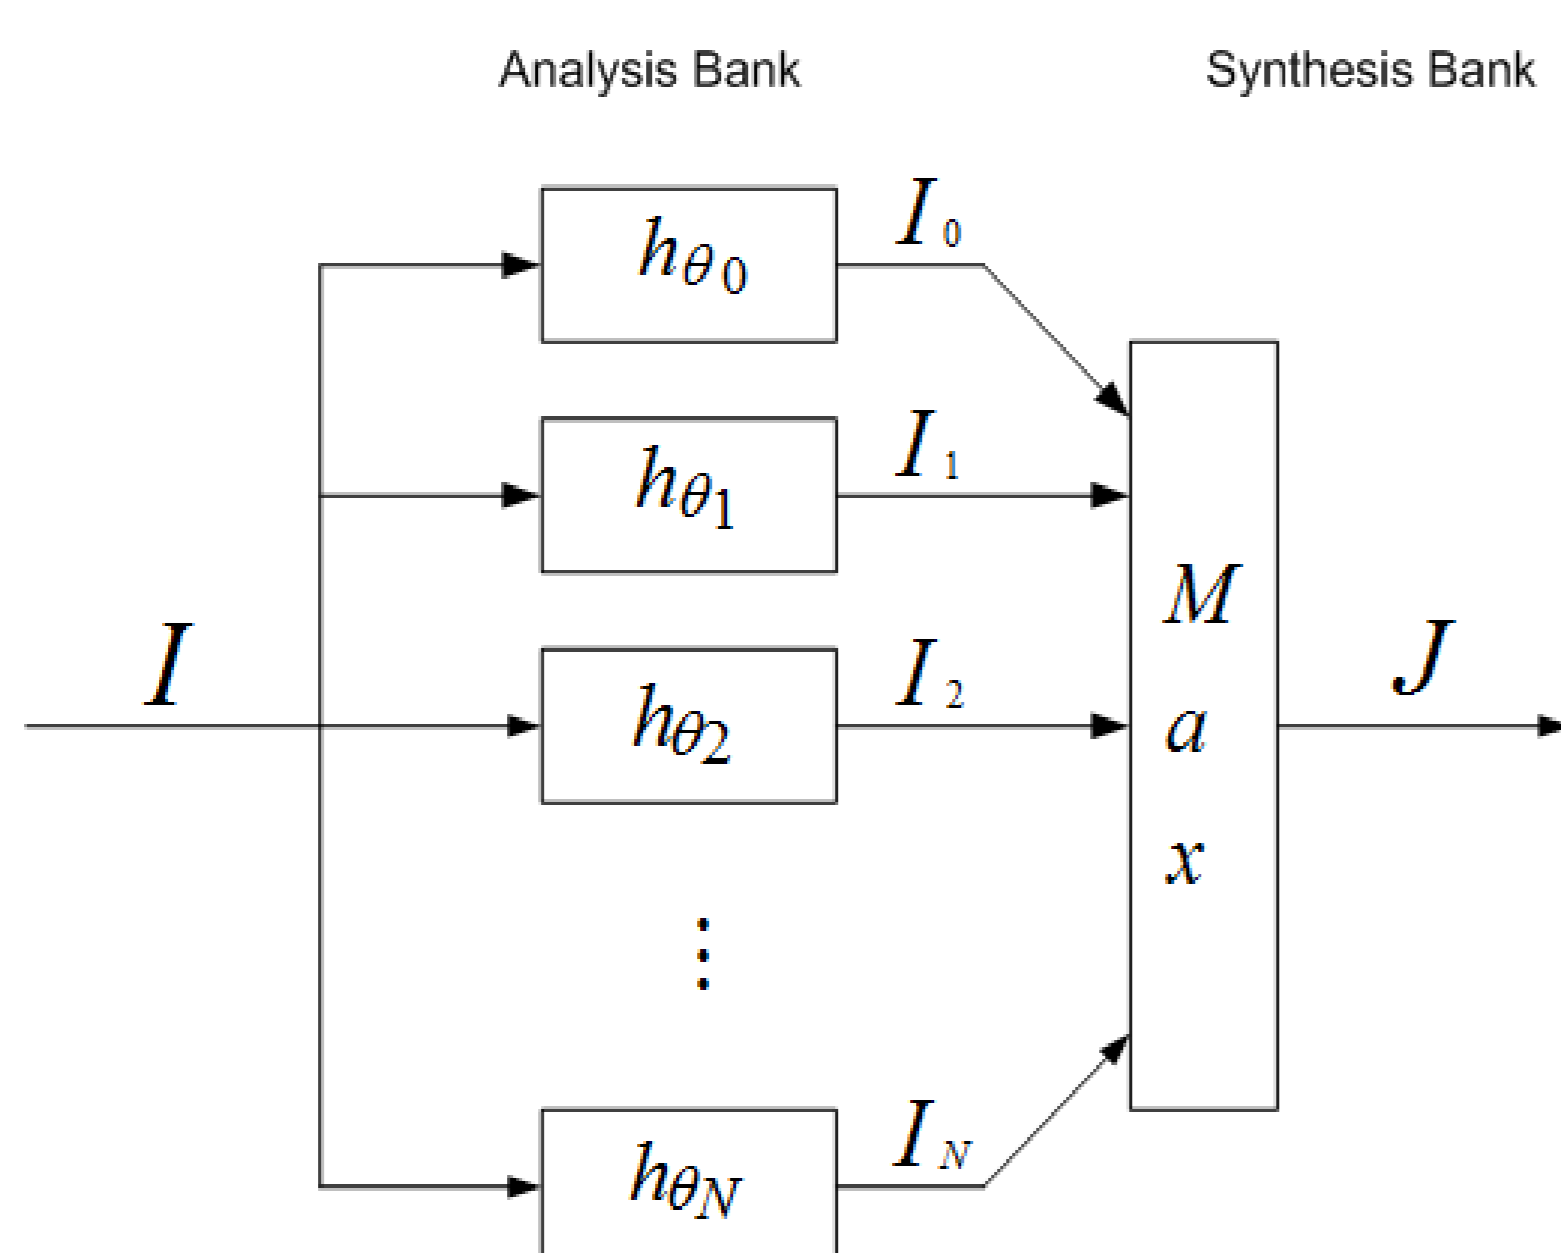 Analysis Bank
Synthesis Bank
hθ0
I0
hθ1
I1
I
hθ2
I2
M
a
x
J
⋮
hθN
IN